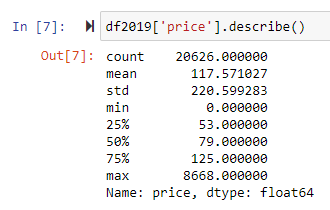 In [7]: df2019['price'].describe()
Out[7]: count 20626.000000
mean 117.571027
std 220.599283
min 0.000000
25% 53.000000
50% 79.000000
75% 125.000000
max 8668.000000
Name: price, dtype: float64